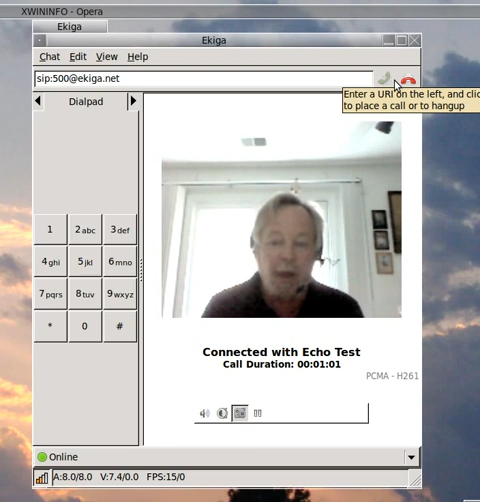 XWININFO - Opera
Ekiga
Ekiga
Chat Edit View Help
sip:500@ekiga.net
Enter a URI on the left, and clic
to place a call or to hangup
Dialpad
1 2abc 3def
4ghi 5jkl 6mno
7pqrs 8tuv 9wxyz
* 0 #
Connected with Echo Test
Call Duration: 00:01:01
PCMA - H261
Online
A:8.0/8.0 V:7.4/0.0 FPS:15/0